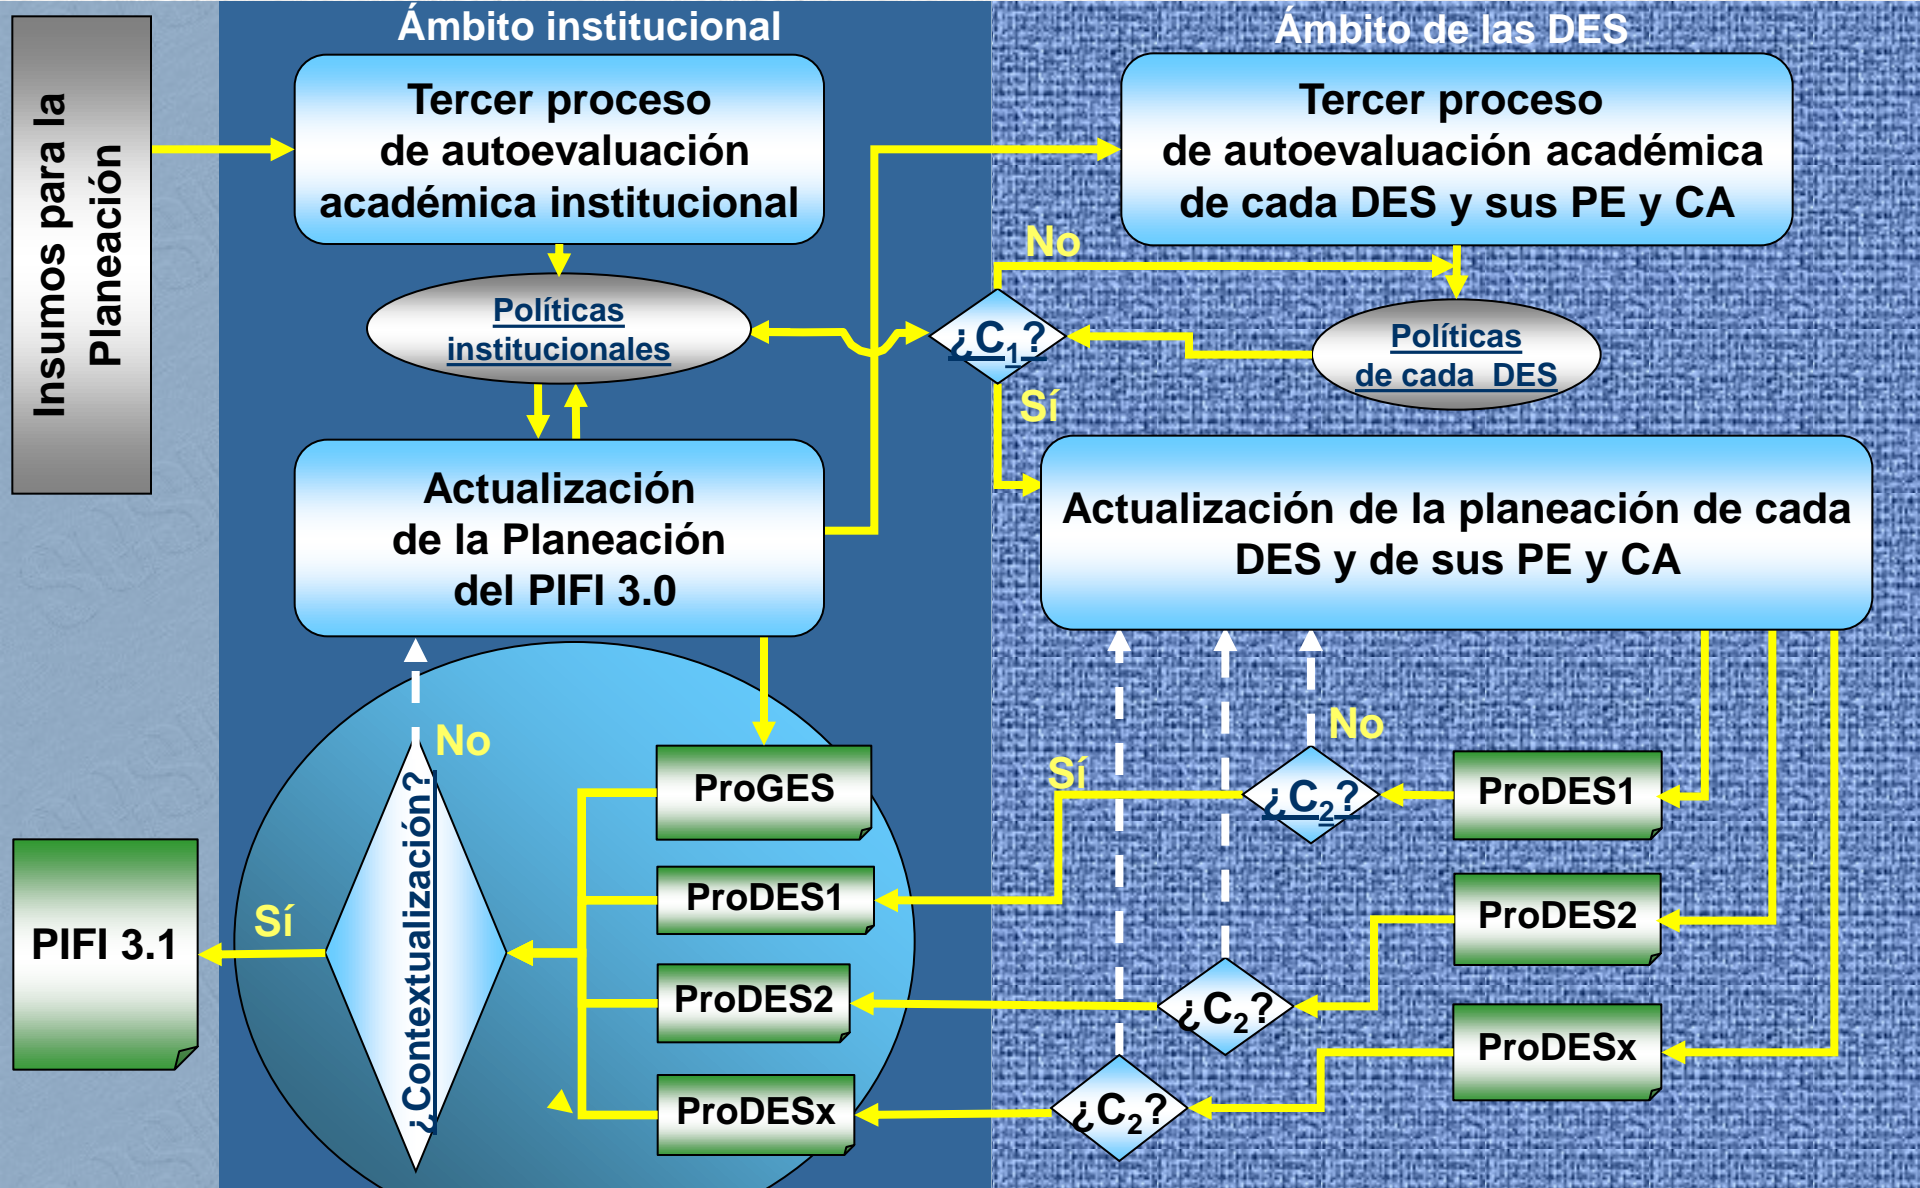 Ámbito institucional
Ámbito de las DES
Insumos para la
Planeación
Tercer proceso
de autoevaluación
académica institucional
Tercer proceso
de autoevaluación académica
de cada DES y sus PE y CA
No
Políticas
institucionales
¿C1?
Políticas
de cada DES
Sí
Actualización
de la Planeación
del PIFI 3.0
Actualización de la planeación de cada
DES y de sus PE y CA
No
No
Sí
¿Contextualización?
ProGES
¿C2?
ProDES1
ProDES1
ProDES2
Sí
PIFI 3.1
ProDES2
¿C2?
ProDESx
ProDESx
¿C2?